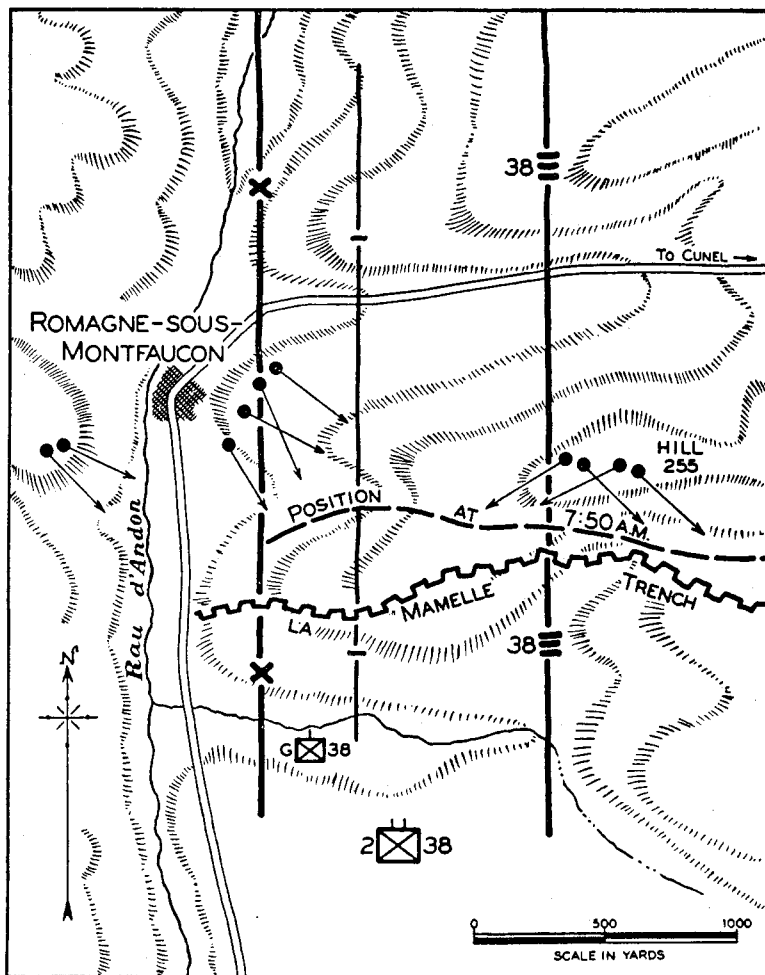 38
TO CUNEL
ROMAGNE-SOUS-
MONTFAUCON
HILL
255
POSITION AT 7:50 A.M.
LA MAMELLE TRENCH
Rau d'Andon
38
N
G 38
2 38
0 500 1000
SCALE IN YARDS